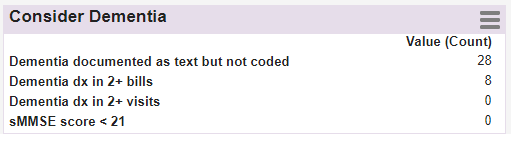 Consider Dementia
Value (Count)
Dementia documented as text but not coded 28
Dementia dx in 2+ bills 8
Dementia dx in 2+ visits 0
sMMSE score < 21 0